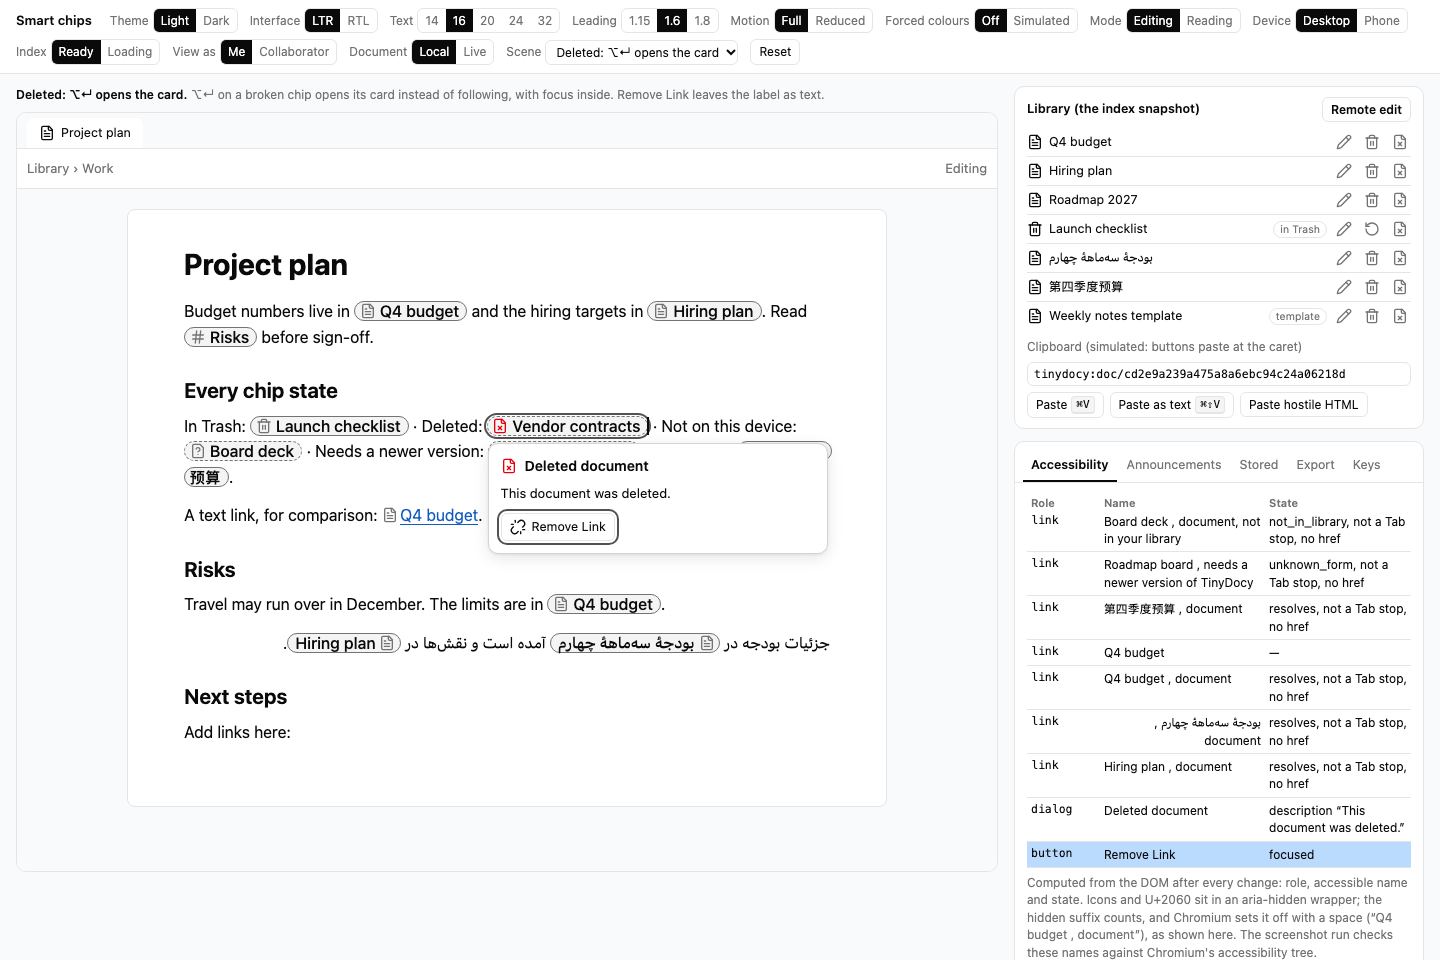 Smart chips Theme Light Dark Interface LTR RTL Text 14 16 20 24 32 Leading 1.15 1.6 1.8 Motion Full Reduced Forced colours Off Simulated Mode Editing Reading Device Desktop Phone
Index Ready Loading View as Me Collaborator Document Local Live Scene Deleted: ⌥↵ opens the card Reset
Deleted: ⌥↵ opens the card. ⌥↵ on a broken chip opens its card instead of following, with focus inside. Remove Link leaves the label as text.
Project plan
Library › Work Editing
Project plan
Budget numbers live in Q4 budget and the hiring targets in Hiring plan. Read
# Risks before sign-off.
Every chip state
In Trash: Launch checklist · Deleted: Vendor contracts · Not on this device:
Board deck · Needs a newer version:
预算.
Deleted document
This document was deleted.
Remove Link
A text link, for comparison: Q4 budget.
Risks
Travel may run over in December. The limits are in Q4 budget.
جزئیات بودجه در بودجهٔ سه‌ماههٔ چهارم آمده است و نقش‌ها در Hiring plan.
Next steps
Add links here:
Library (the index snapshot) Remote edit
Q4 budget
Hiring plan
Roadmap 2027
Launch checklist in Trash
بودجهٔ سه‌ماههٔ چهارم
第四季度预算
Weekly notes template template
Clipboard (simulated: buttons paste at the caret)
tinydocy:doc/cd2e9a239a475a8a6ebc94c24a06218d
Paste ⌘V Paste as text ⌘⇧V Paste hostile HTML
Accessibility Announcements Stored Export Keys
Role Name State
link Board deck , document, not in your library not_in_library, not a Tab stop, no href
link Roadmap board , needs a newer version of TinyDocy unknown_form, not a Tab stop, no href
link 第四季度预算 , document resolves, not a Tab stop, no href
link Q4 budget —
link Q4 budget , document resolves, not a Tab stop, no href
link بودجهٔ سه‌ماههٔ چهارم , document resolves, not a Tab stop, no href
link Hiring plan , document resolves, not a Tab stop, no href
dialog Deleted document description “This document was deleted.”
button Remove Link focused
Computed from the DOM after every change: role, accessible name
and state. Icons and U+2060 sit in an aria-hidden wrapper; the
hidden suffix counts, and Chromium sets it off with a space (“Q4
budget , document”), as shown here. The screenshot run checks
these names against Chromium's accessibility tree.